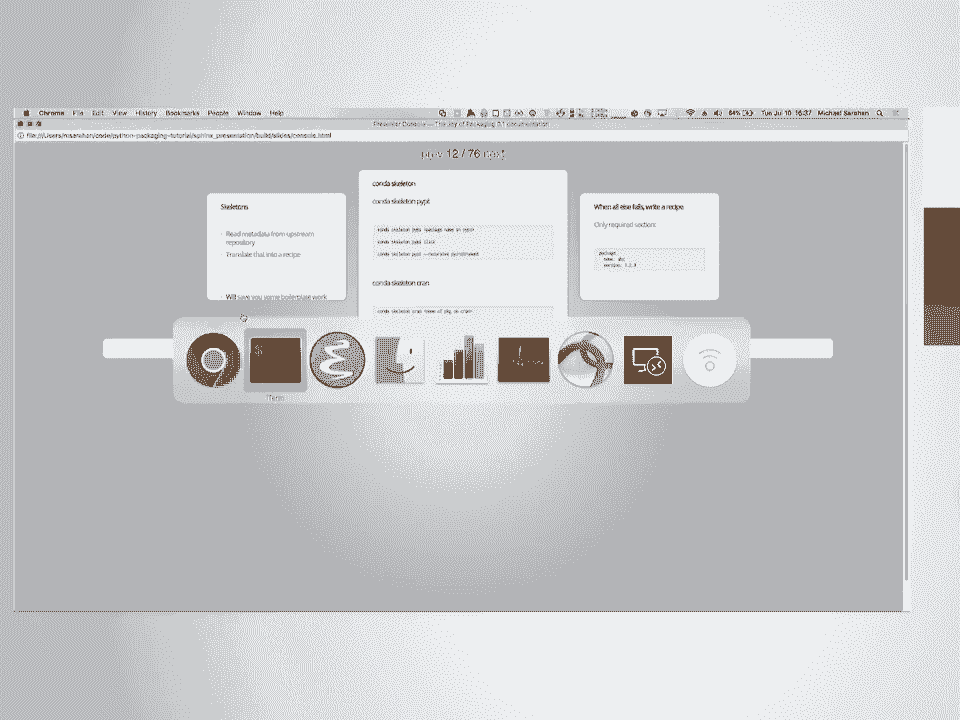 Chrome File Edit View History Bookmarks People Window Help 64% Tue Jul 10 16:37 Michael Sarahan
Presenter Console — The Joy of Packaging 0.1 documentation
file:///Users/msarahan/code/python-packaging-tutorial/sphinx_presentation/build/slides/console.html
prev 12 / 76 next
Skeletons
Read metadata from upstream
repository
Translate that into a recipe
Will save you some boilerplate work
conda skeleton
conda skeleton pypi
conda skeleton pypi <package name on pypi>
conda skeleton pypi click
conda skeleton pypi --recursive pyinstrument
conda skeleton cran
conda skeleton cran <name of pkg on cran>
When all else fails, write a recipe
Only required section:
package:
name: abc
version: 1.2.3
$
iTerm